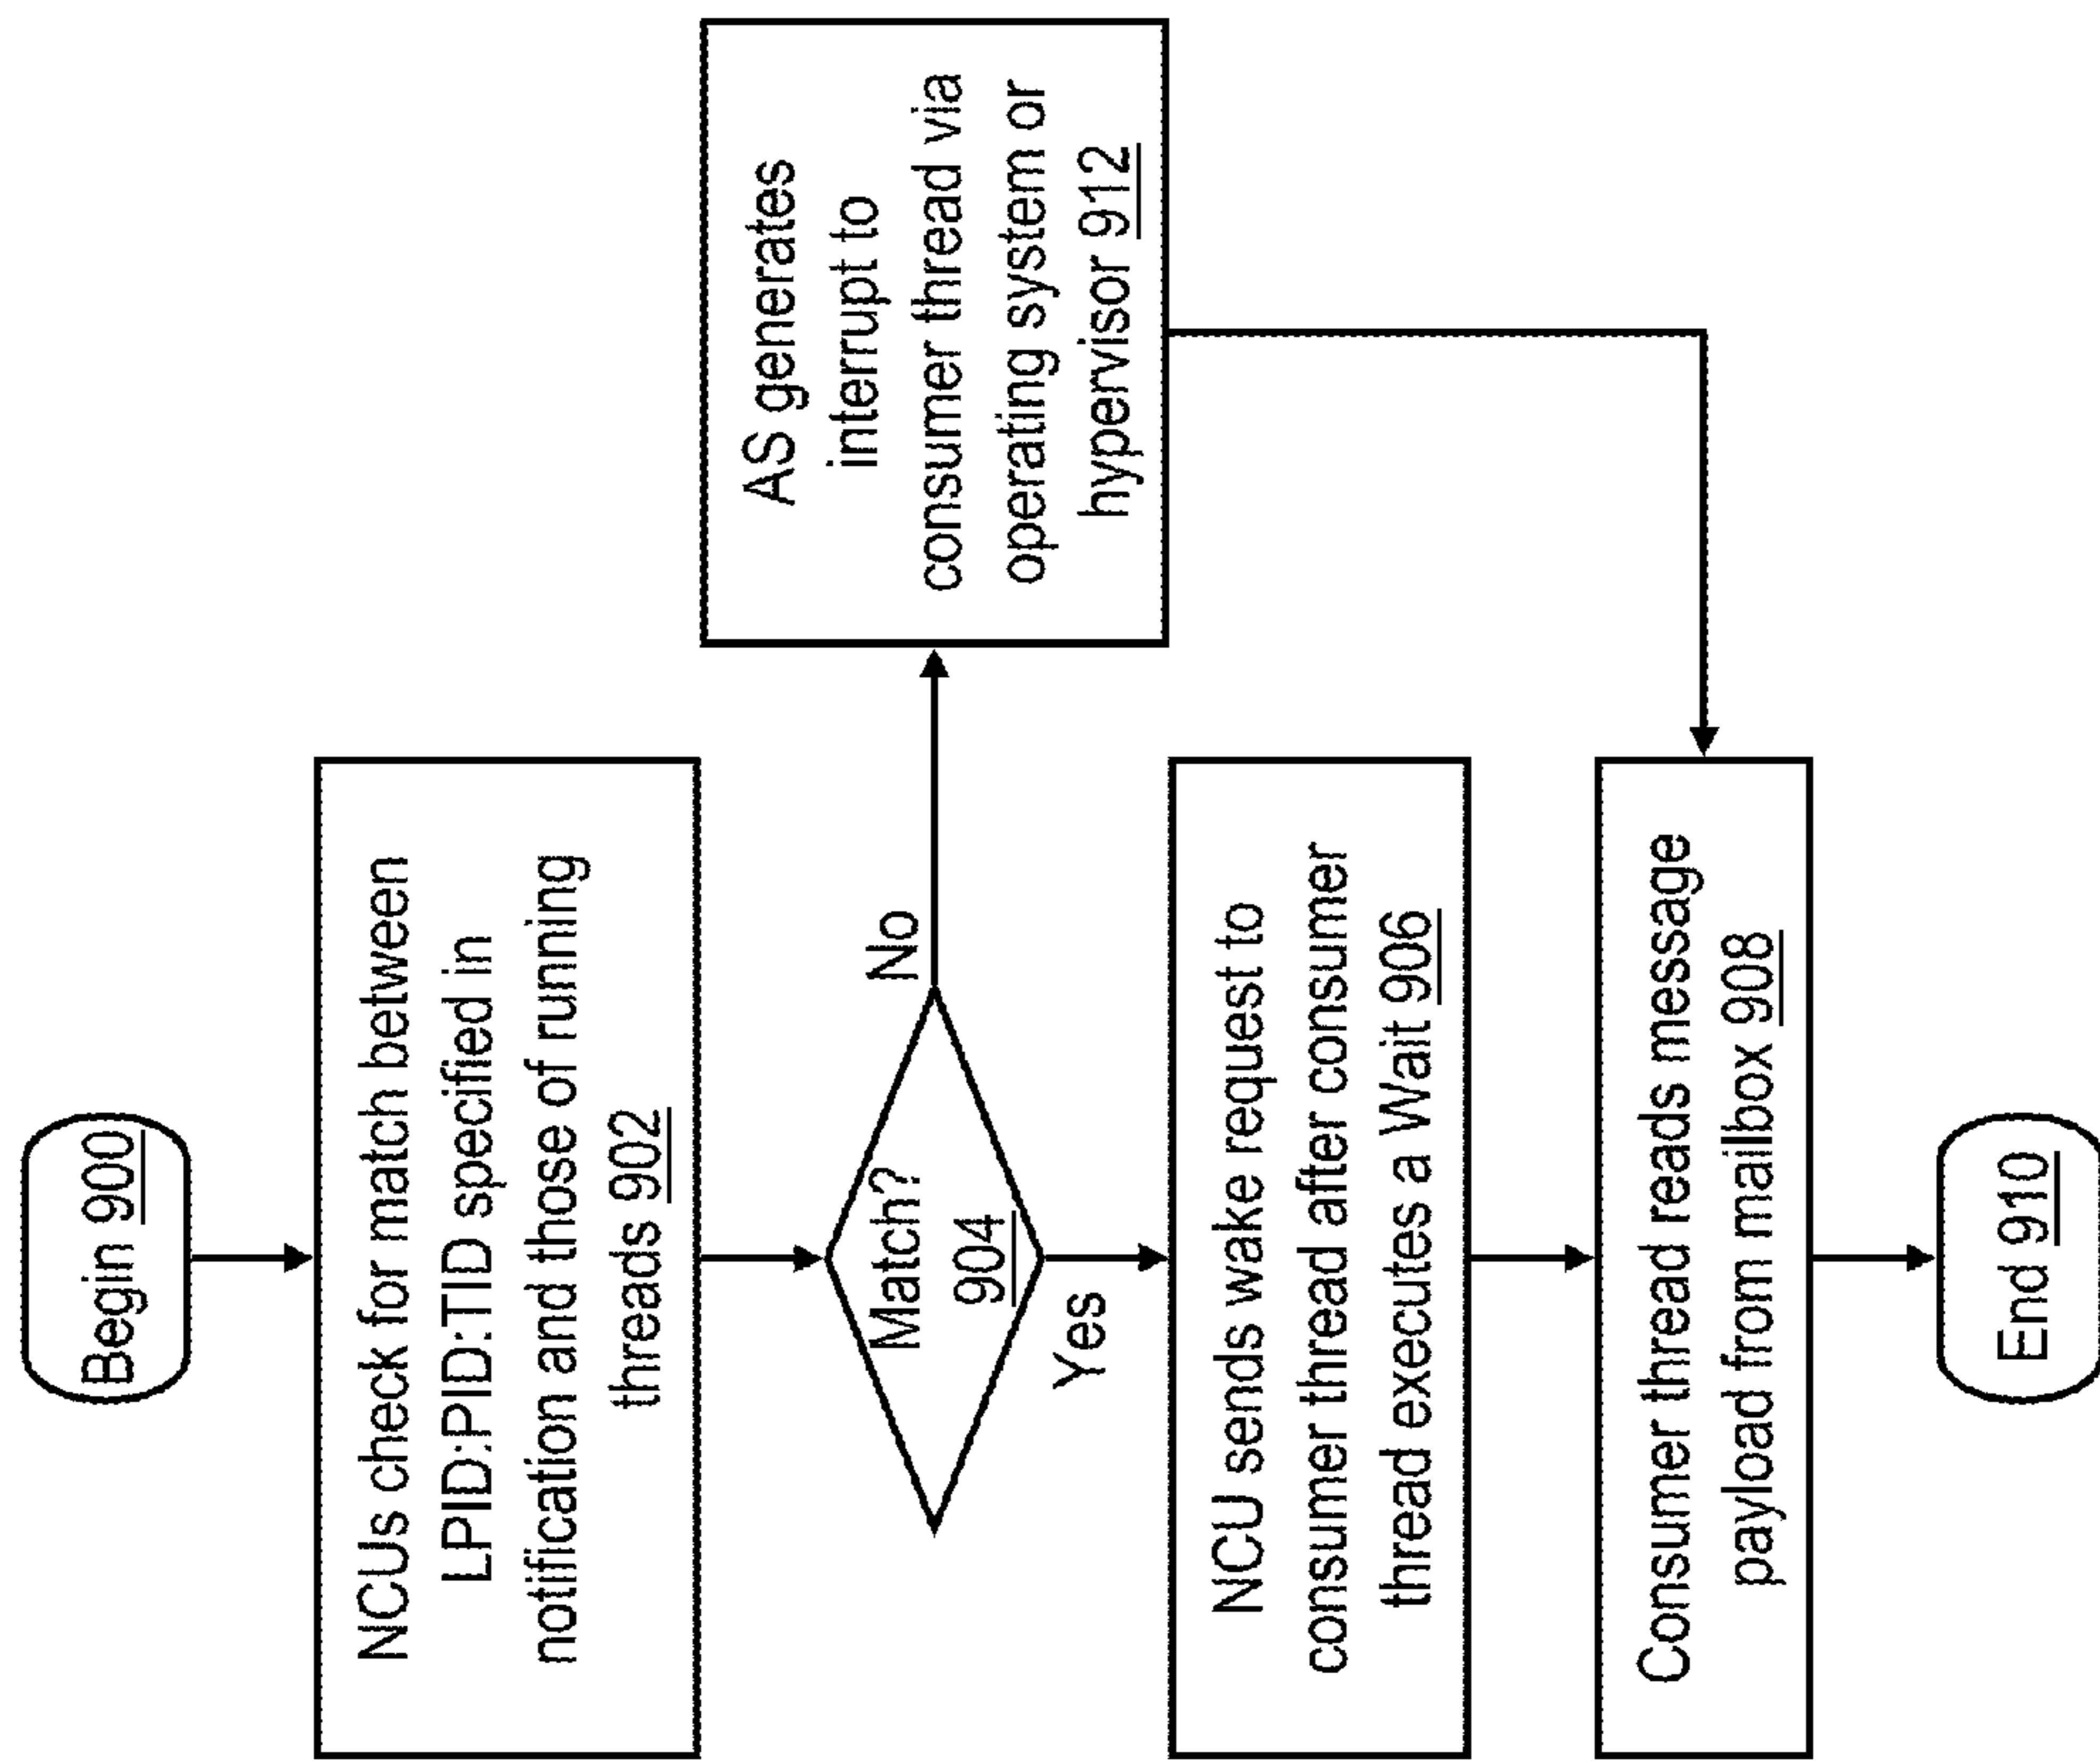 Begin 900
NCUs check for match between
LPID:PID:TID specified in
notification and those of running
threads 902
Match?
904
No
Yes
AS generates
interrupt to
consumer thread via
operating system or
hypervisor 912
NCU sends wake request to
consumer thread after consumer
thread executes a Wait 906
Consumer thread reads message
payload from mailbox 908
End 910